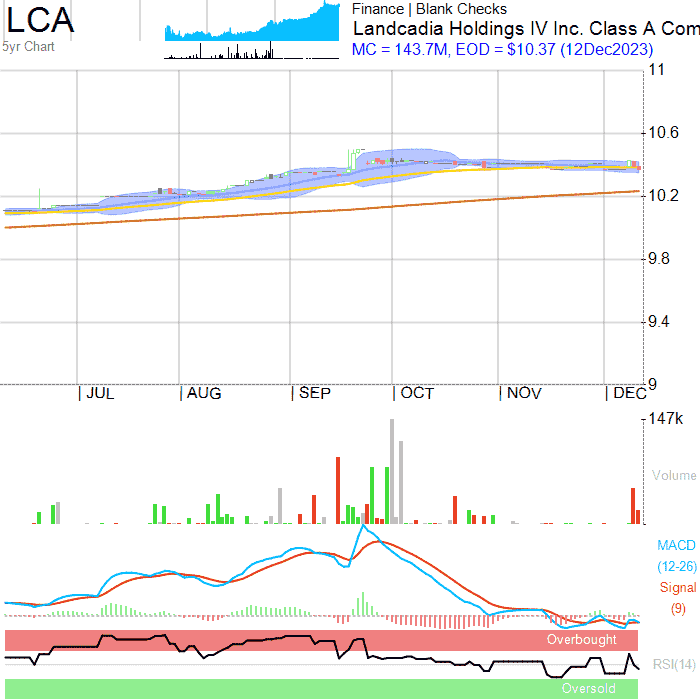 LCA
5yr Chart
Finance | Blank Checks
Landcadia Holdings IV Inc. Class A Com
MC = 143.7M, EOD = $10.37 (12Dec2023)
11
10.6
10.2
9.8
9.4
9
JUL AUG SEP OCT NOV DEC
147k
Volume
MACD
(12-26)
Signal
(9)
Overbought
RSI(14)
Oversold